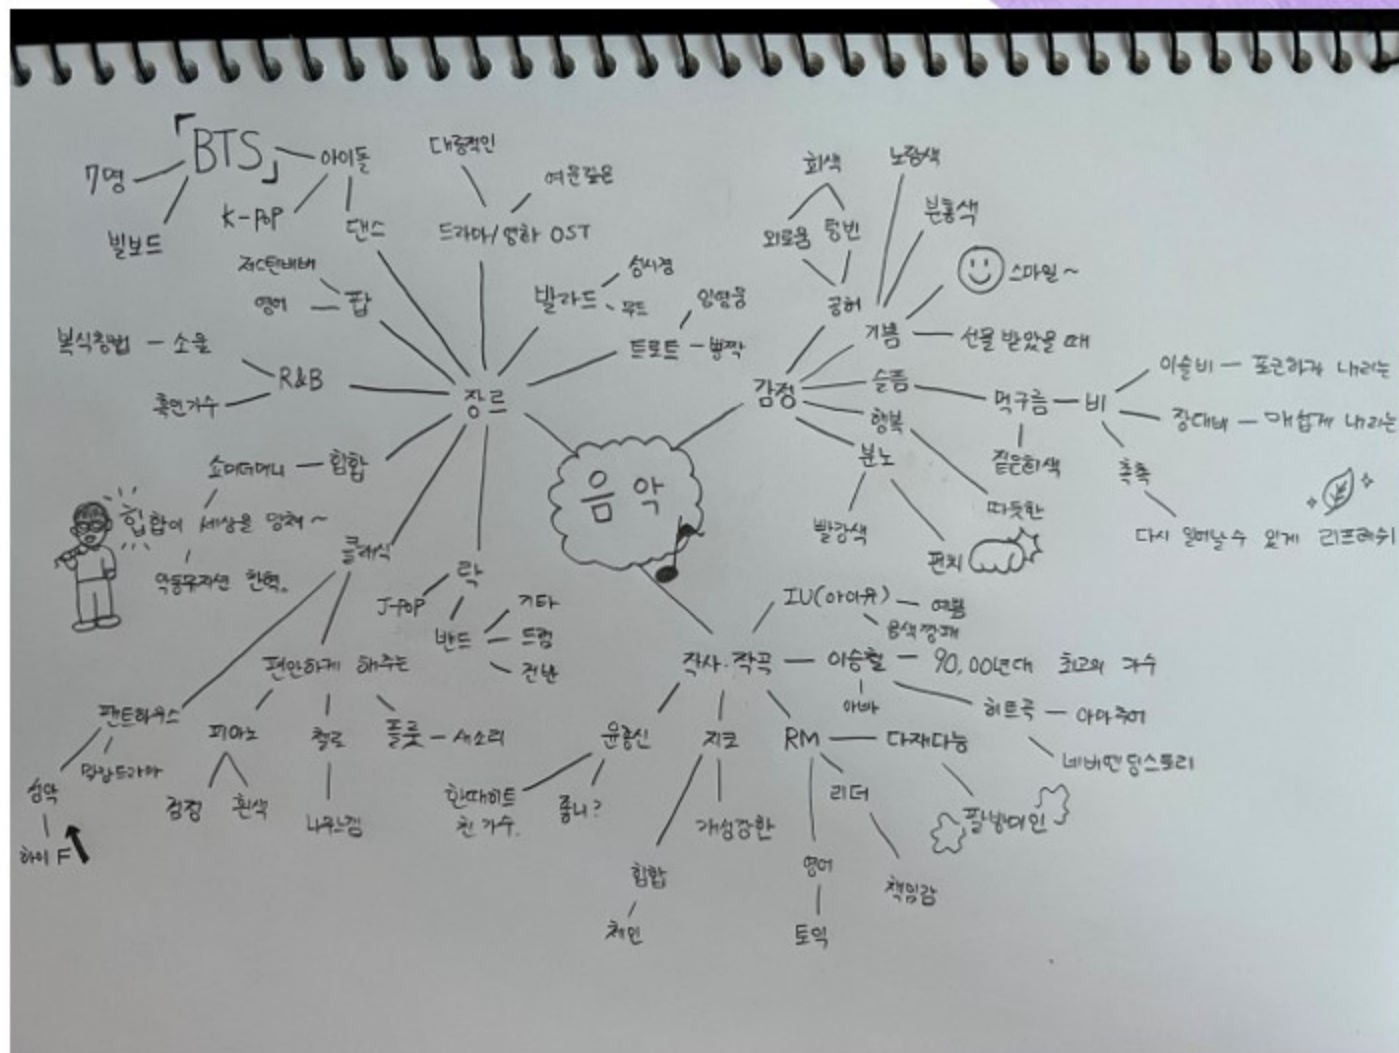 음악
장르
「BTS」
7명
빌보드
아이돌
K-POP
댄스
대중적인
여운깊은
드라마/영화 OST
저스틴비버
영어
팝
발라드
성시경
무드
임영웅
트로트
뽕짝
복식창법
소울
R&B
흑인가수
쇼미더머니
힙합
힙합이 세상을 망쳐~
악동뮤지션 찬혁.
클래식
편안하게 해주는
펜트하우스
막장드라마
성악
하이 F
피아노
검정
흰색
첼로
나무느낌
플룻
새소리
락
J-POP
밴드
기타
드럼
건반
감정
회색
외로움
텅빈
공허
노랑색
분홍색
스마일~
기쁨
선물 받았을 때
슬픔
먹구름
짙은회색
비
이슬비
포근하게 내리는
장대비
매섭게 내리는
촉촉
다시 일어날 수 있게 리프레쉬
행복
따듯한
분노
빨강색
펀치
작사·작곡
IU(아이유)
예쁨
음색깡패
이승철
90,00년대 최고의 가수
아빠
히트곡
아마추어
네버엔딩스토리
윤종신
한때히트
친 가수.
좋니?
지코
개성강한
힙합
체인
RM
다재다능
팔방미인
리더
책임감
영어
토익